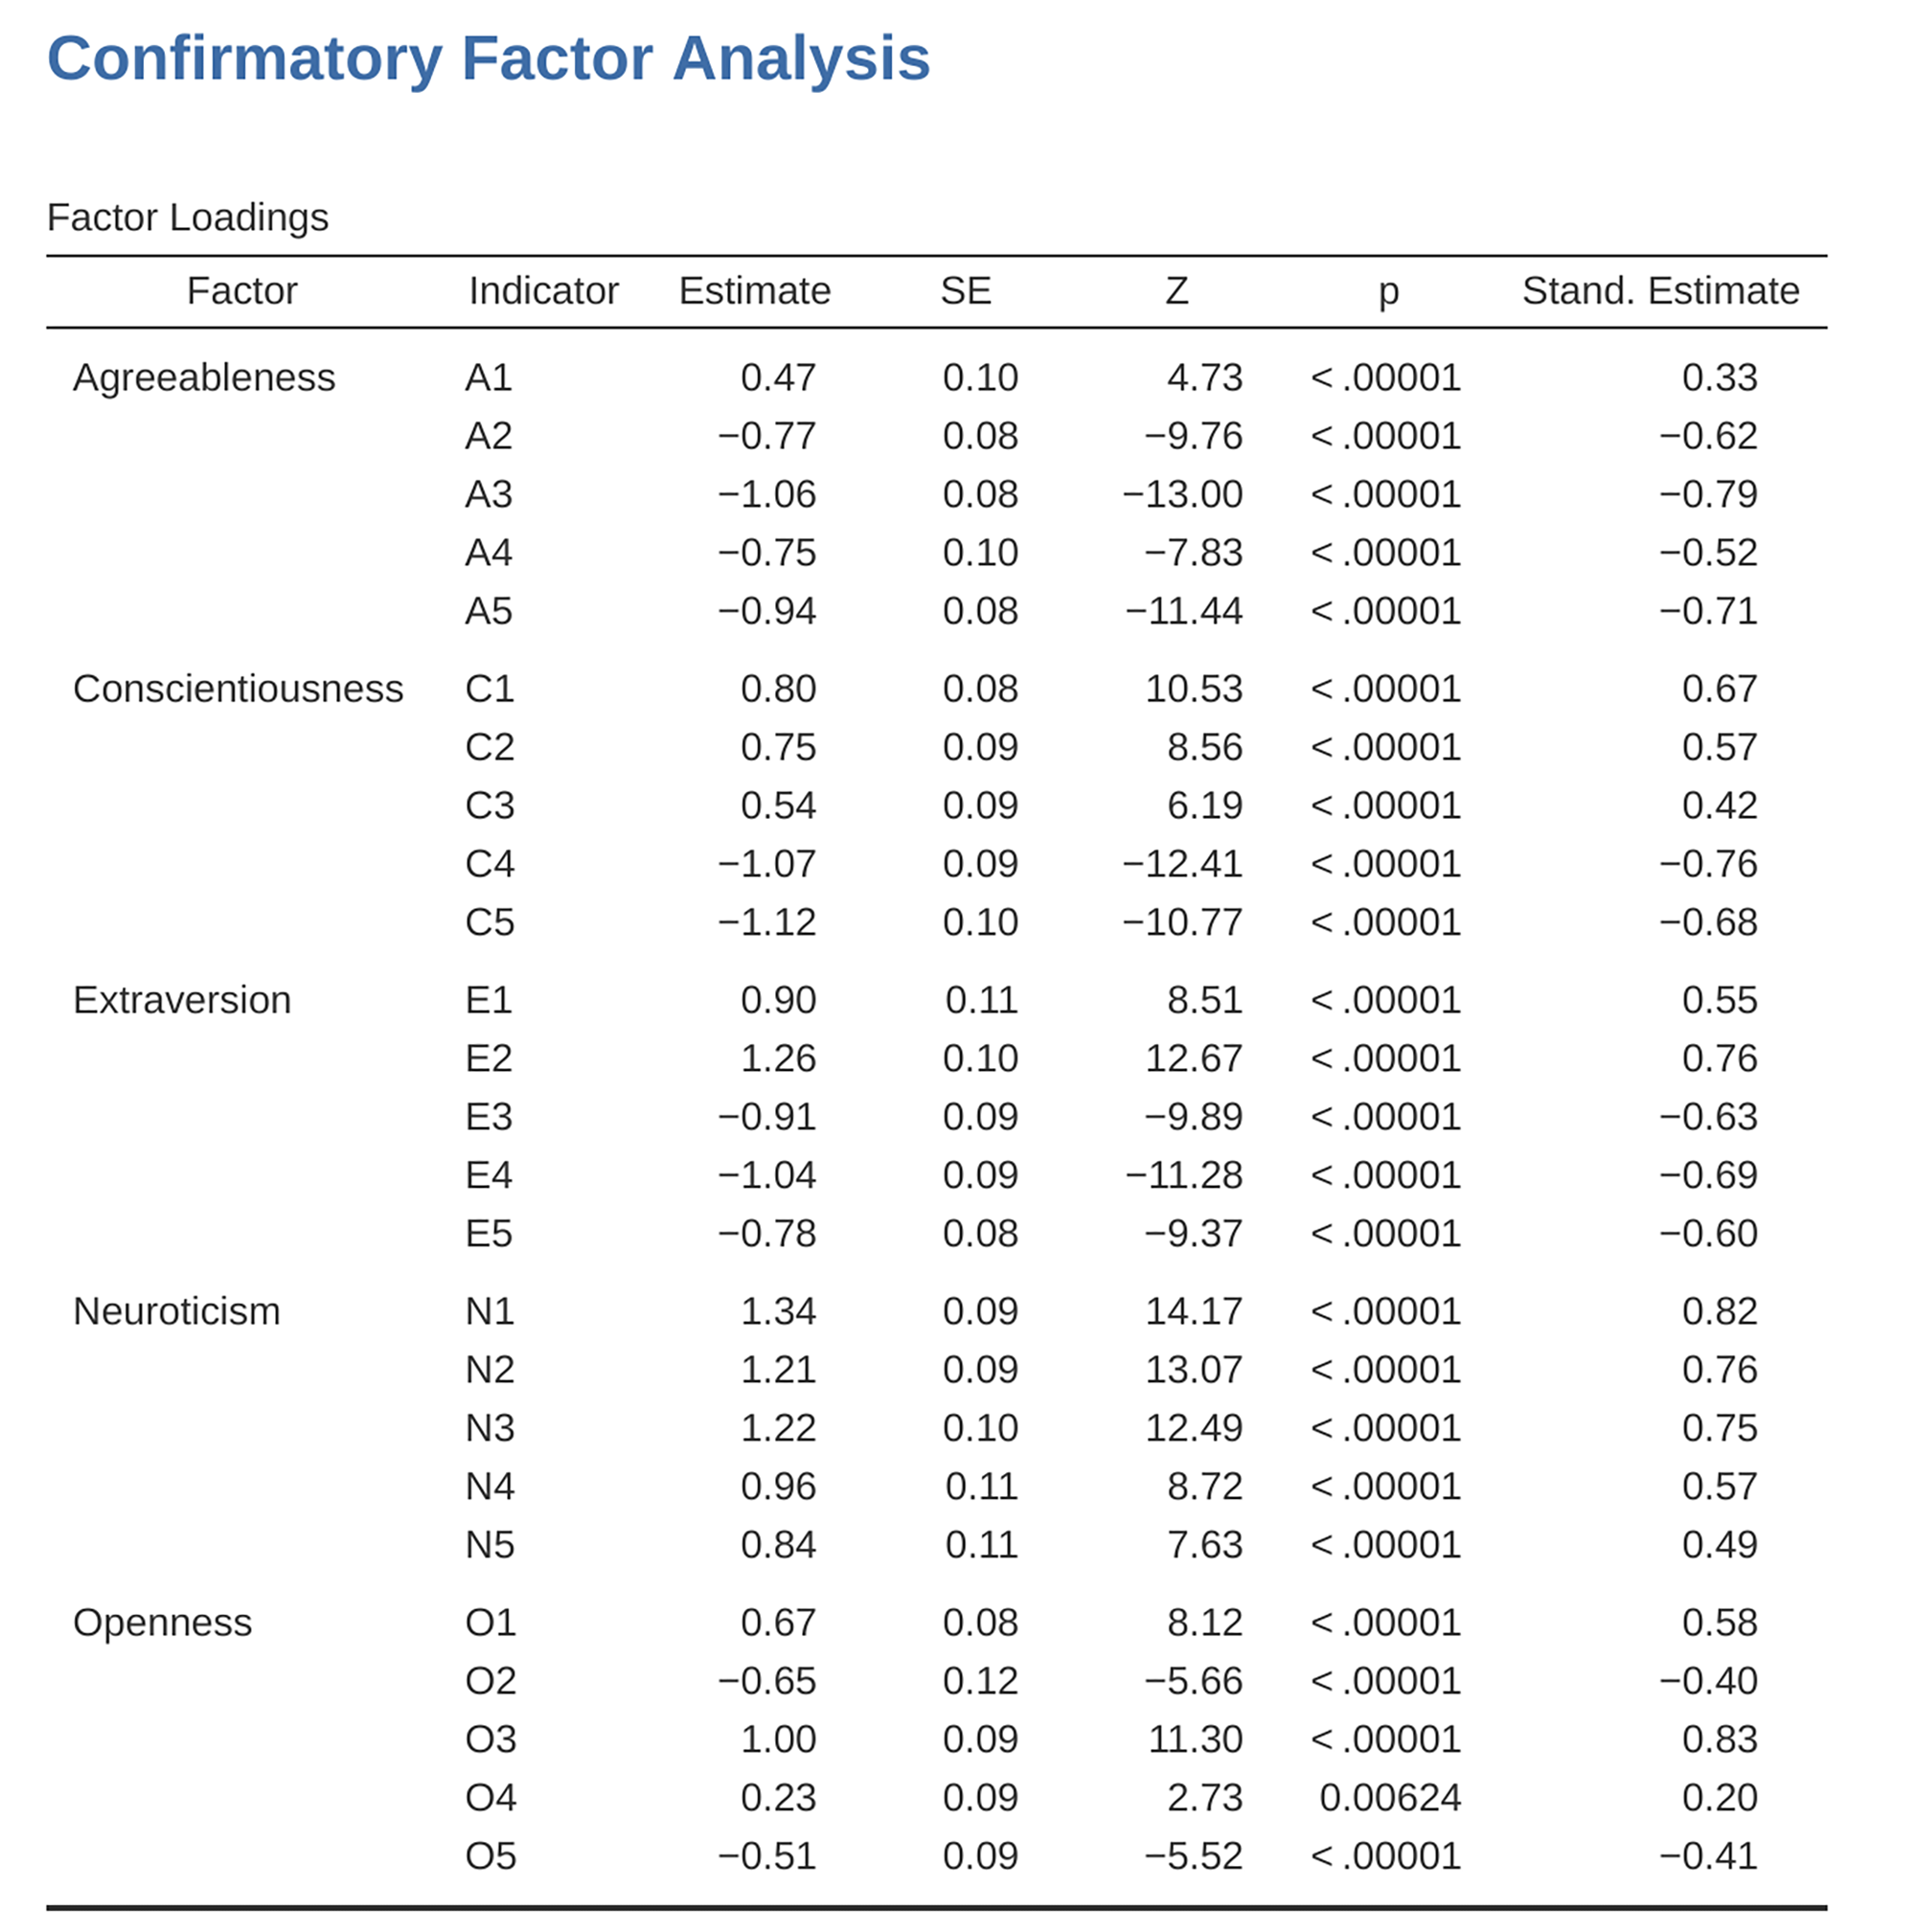 Confirmatory Factor Analysis
Factor Loadings
Factor Indicator Estimate SE Z p Stand. Estimate
Agreeableness A1 0.47 0.10 4.73 < .00001 0.33
A2 −0.77 0.08 −9.76 < .00001 −0.62
A3 −1.06 0.08 −13.00 < .00001 −0.79
A4 −0.75 0.10 −7.83 < .00001 −0.52
A5 −0.94 0.08 −11.44 < .00001 −0.71
Conscientiousness C1 0.80 0.08 10.53 < .00001 0.67
C2 0.75 0.09 8.56 < .00001 0.57
C3 0.54 0.09 6.19 < .00001 0.42
C4 −1.07 0.09 −12.41 < .00001 −0.76
C5 −1.12 0.10 −10.77 < .00001 −0.68
Extraversion E1 0.90 0.11 8.51 < .00001 0.55
E2 1.26 0.10 12.67 < .00001 0.76
E3 −0.91 0.09 −9.89 < .00001 −0.63
E4 −1.04 0.09 −11.28 < .00001 −0.69
E5 −0.78 0.08 −9.37 < .00001 −0.60
Neuroticism N1 1.34 0.09 14.17 < .00001 0.82
N2 1.21 0.09 13.07 < .00001 0.76
N3 1.22 0.10 12.49 < .00001 0.75
N4 0.96 0.11 8.72 < .00001 0.57
N5 0.84 0.11 7.63 < .00001 0.49
Openness O1 0.67 0.08 8.12 < .00001 0.58
O2 −0.65 0.12 −5.66 < .00001 −0.40
O3 1.00 0.09 11.30 < .00001 0.83
O4 0.23 0.09 2.73 0.00624 0.20
O5 −0.51 0.09 −5.52 < .00001 −0.41